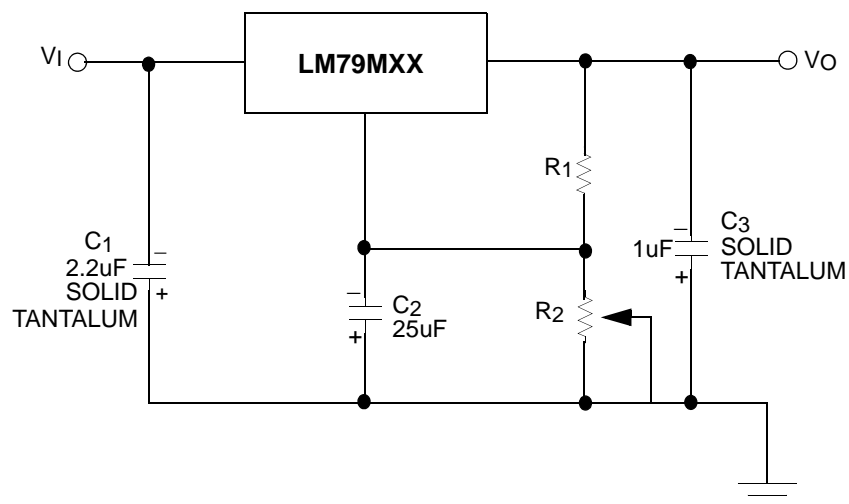 VI
LM79MXX
VO
R1
C1
2.2uF
SOLID
TANTALUM
–
+
–
+
C2
25uF
R2
–
+
1uF
C3
SOLID
TANTALUM